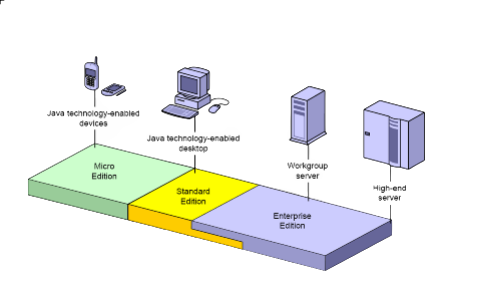 Java technology-enabled
devices
Java technology-enabled
desktop
Workgroup
server
High-end
server
Micro
Edition
Standard
Edition
Enterprise
Edition